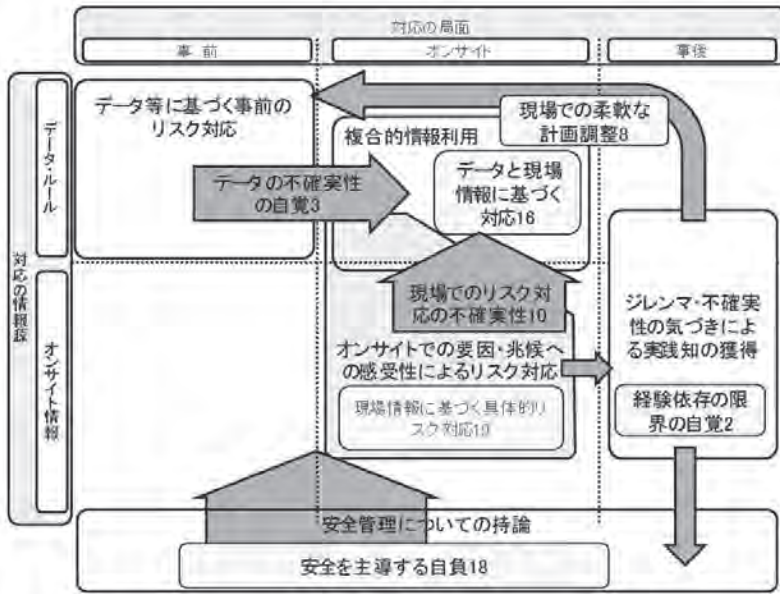 対応の局面
事 前
オンサイト
事後
対応の情報源
データ・ルール
オンサイト情報
データ等に基づく事前の
リスク対応
データの不確実性
の自覚3
複合的情報利用
データと現場
情報に基づく
対応16
現場での柔軟な
計画調整8
現場でのリスク対
応の不確実性10
オンサイトでの要因・兆候へ
の感受性によるリスク対応
現場情報に基づく具体的リ
スク対応19
ジレンマ・不確実
性の気づきによ
る実践知の獲得
経験依存の限
界の自覚2
安全管理についての持論
安全を主導する自負18